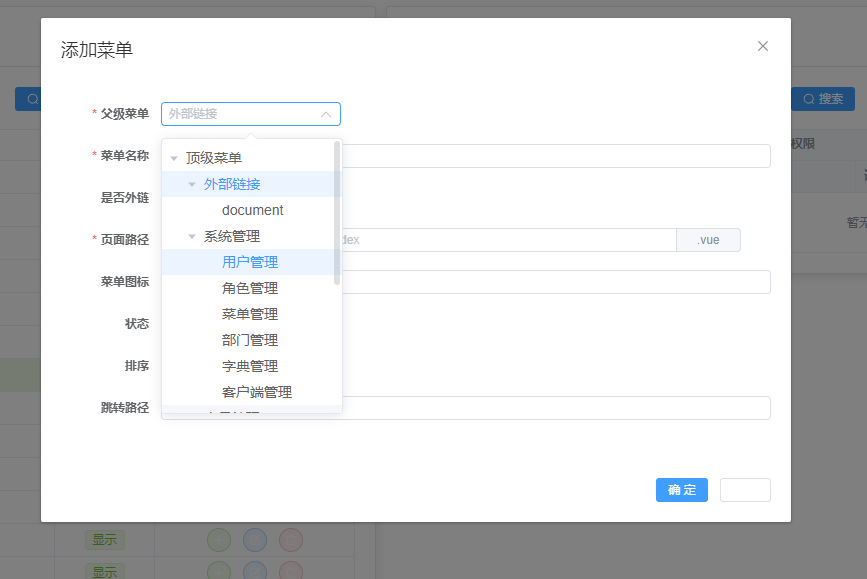 添加菜单
搜索
* 父级菜单 外部链接
权限
* 菜单名称
顶级菜单
外部链接
是否外链
document
* 页面路径
系统管理
dex
.vue
暂无
用户管理
菜单图标
角色管理
菜单管理
状态
部门管理
排序
字典管理
客户端管理
跳转路径
确 定
显示
显示